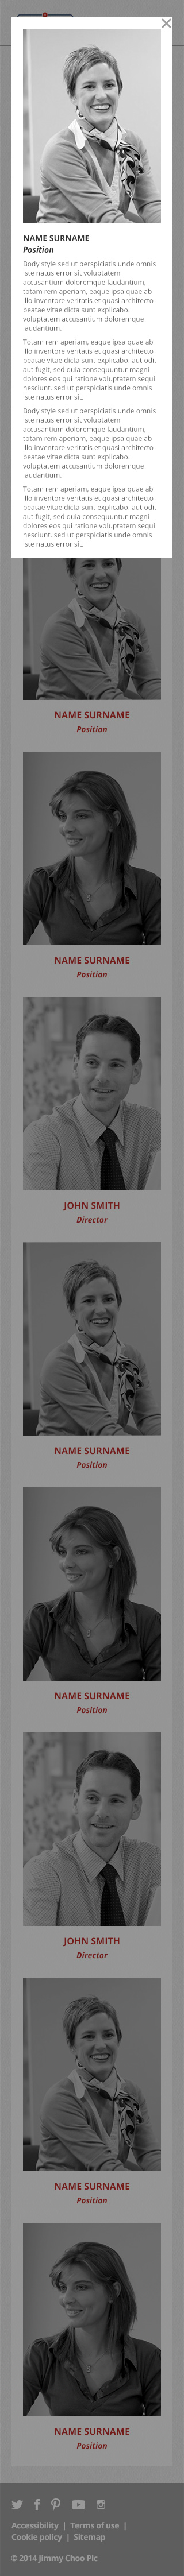 NAME SURNAME
Position
Body style sed ut perspiciatis unde omnis
iste natus error sit voluptatem
accusantium doloremque laudantium,
totam rem aperiam, eaque ipsa quae ab
illo inventore veritatis et quasi architecto
beatae vitae dicta sunt explicabo.
voluptatem accusantium doloremque
laudantium.
Totam rem aperiam, eaque ipsa quae ab
illo inventore veritatis et quasi architecto
beatae vitae dicta sunt explicabo. aut odit
aut fugit, sed quia consequuntur magni
dolores eos qui ratione voluptatem sequi
nesciunt. sed ut perspiciatis unde omnis
iste natus error sit.
Body style sed ut perspiciatis unde omnis
iste natus error sit voluptatem
accusantium doloremque laudantium,
totam rem aperiam, eaque ipsa quae ab
illo inventore veritatis et quasi architecto
beatae vitae dicta sunt explicabo.
voluptatem accusantium doloremque
laudantium.
Totam rem aperiam, eaque ipsa quae ab
illo inventore veritatis et quasi architecto
beatae vitae dicta sunt explicabo. aut odit
aut fugit, sed quia consequuntur magni
dolores eos qui ratione voluptatem sequi
nesciunt. sed ut perspiciatis unde omnis
iste natus error sit.
NAME SURNAME
Position
NAME SURNAME
Position
JOHN SMITH
Director
NAME SURNAME
Position
NAME SURNAME
Position
JOHN SMITH
Director
NAME SURNAME
Position
NAME SURNAME
Position
Accessibility | Terms of use |
Cookie policy | Sitemap
© 2014 Jimmy Choo Plc